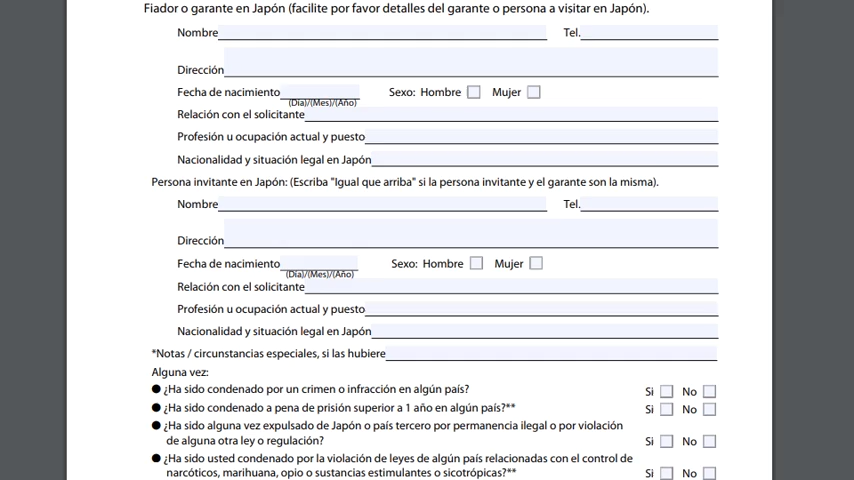 Fiador o garante en Japón (facilite por favor detalles del garante o persona a visitar en Japón).
Nombre Tel.
Dirección
Fecha de nacimiento Sexo: Hombre Mujer
(Día)/(Mes)/(Año)
Relación con el solicitante
Profesión u ocupación actual y puesto
Nacionalidad y situación legal en Japón
Persona invitante en Japón: (Escriba "Igual que arriba" si la persona invitante y el garante son la misma).
Nombre Tel.
Dirección
Fecha de nacimiento Sexo: Hombre Mujer
(Día)/(Mes)/(Año)
Relación con el solicitante
Profesión u ocupación actual y puesto
Nacionalidad y situación legal en Japón
*Notas / circunstancias especiales, si las hubiere
Alguna vez:
● ¿Ha sido condenado por un crimen o infracción en algún país? Si No
● ¿Ha sido condenado a pena de prisión superior a 1 año en algún país?** Si No
● ¿Ha sido alguna vez expulsado de Japón o país tercero por permanencia ilegal o por violación
de alguna otra ley o regulación? Si No
● ¿Ha sido usted condenado por la violación de leyes de algún país relacionadas con el control de
narcóticos, marihuana, opio o sustancias estimulantes o sicotrópicas?** Si No